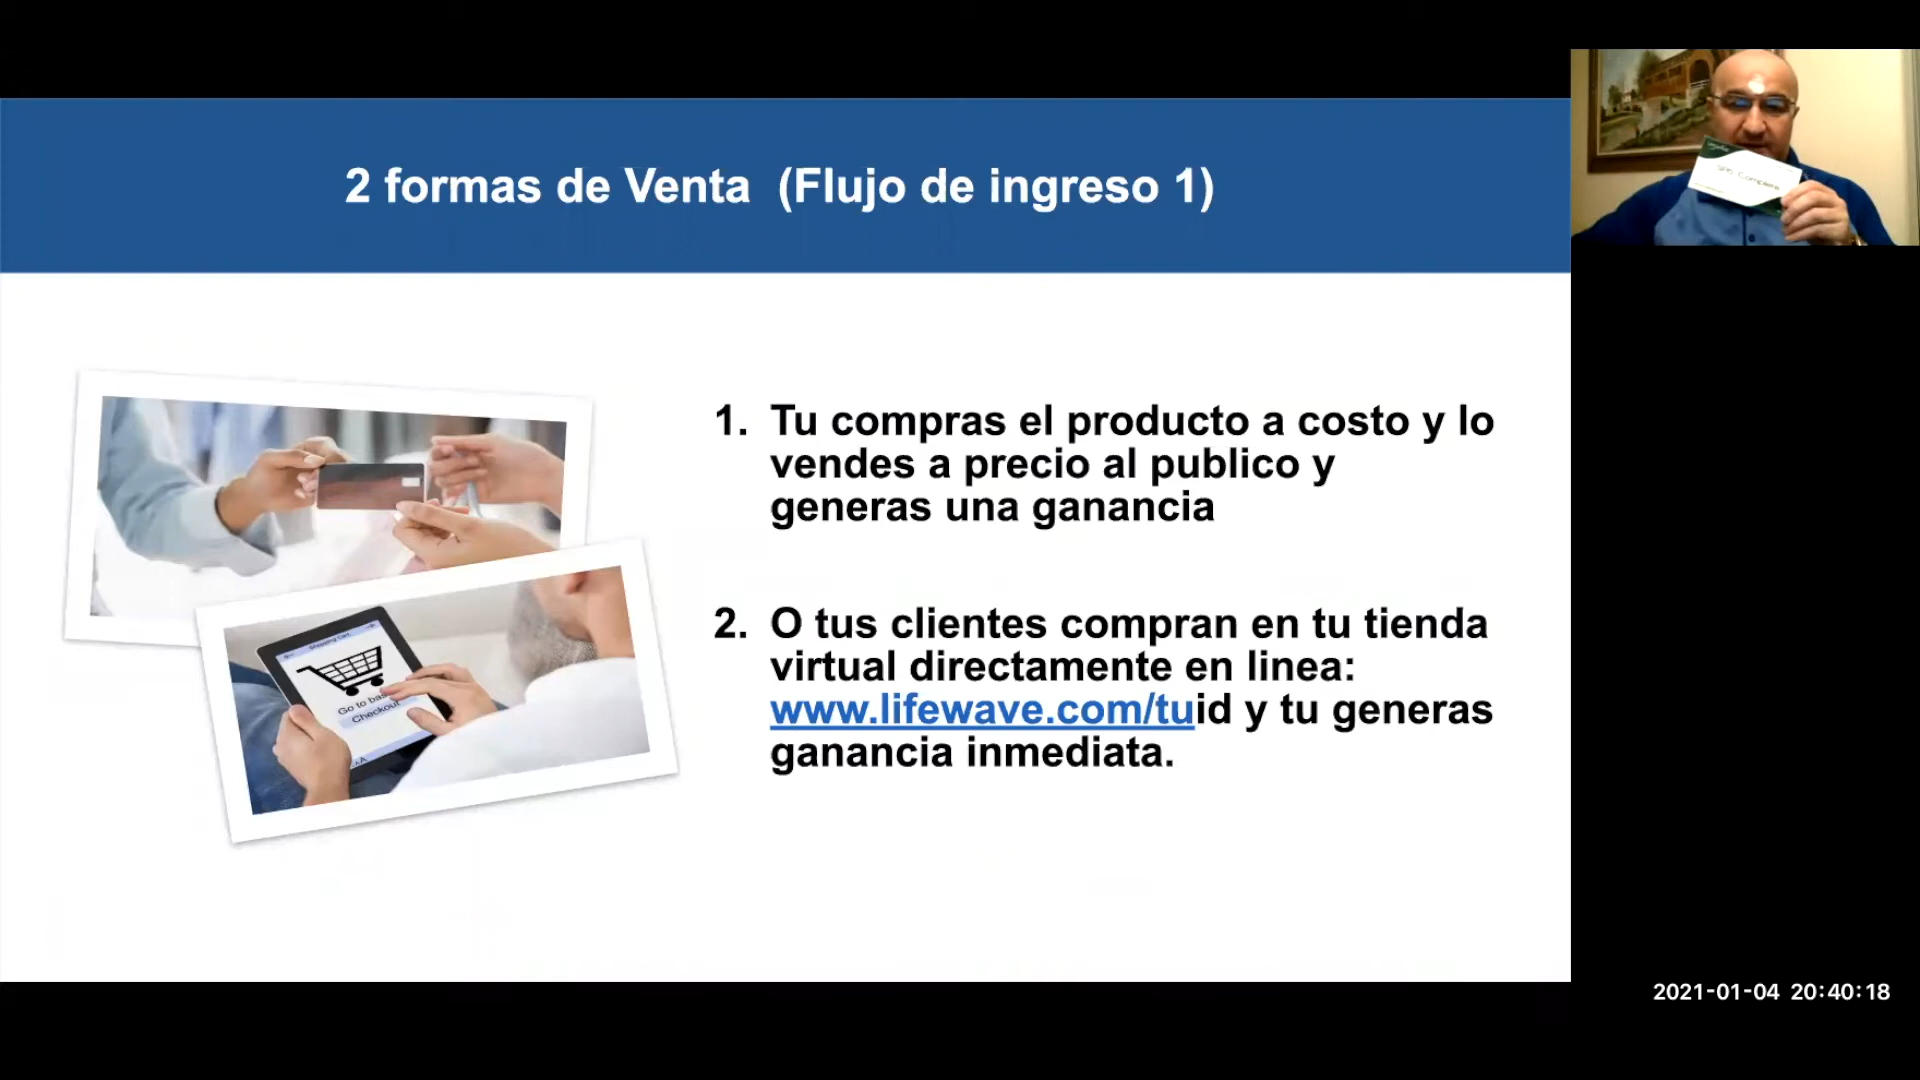 2 formas de Venta (Flujo de ingreso 1)
1. Tu compras el producto a costo y lo
vendes a precio al publico y
generas una ganancia
2. O tus clientes compran en tu tienda
virtual directamente en linea:
www.lifewave.com/tuid y tu generas
ganancia inmediata.
Shopping Cart
Checkout
2021-01-04 20:40:18